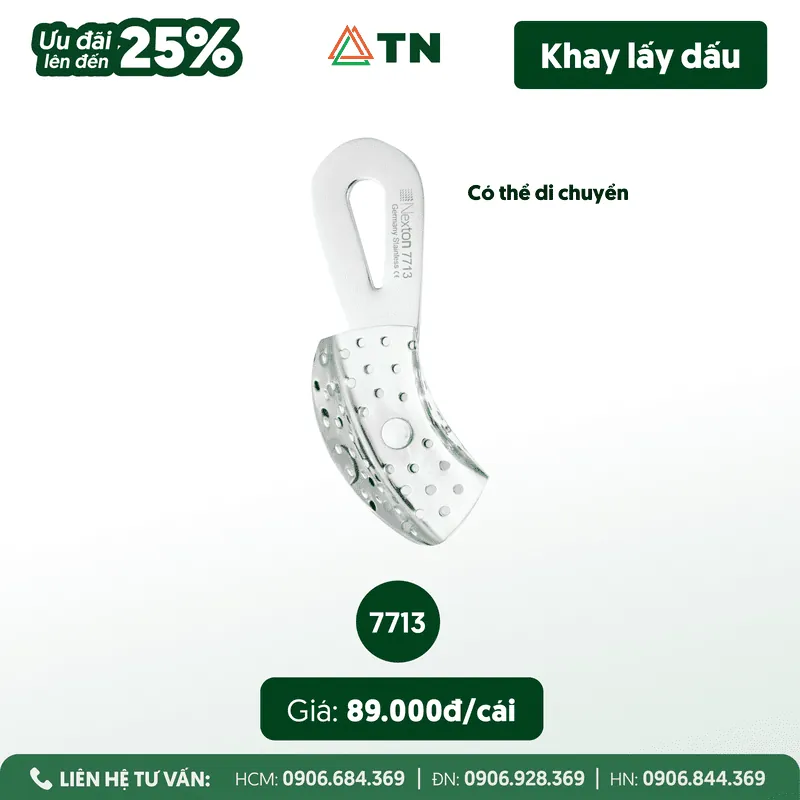 Ưu đãi
lên đến 25%
TN
Khay lấy dấu
Có thể di chuyển
Nexton 7713
Germany Stainless CE
7713
Giá: 89.000đ/cái
LIÊN HỆ TƯ VẤN: HCM: 0906.684.369 | ĐN: 0906.928.369 | HN: 0906.844.369